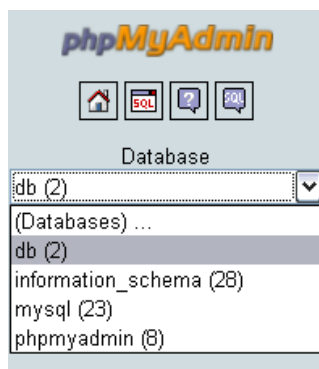 phpMyAdmin
SQL ? SQL
Database
db (2)
(Databases) ...
db (2)
information_schema (28)
mysql (23)
phpmyadmin (8)